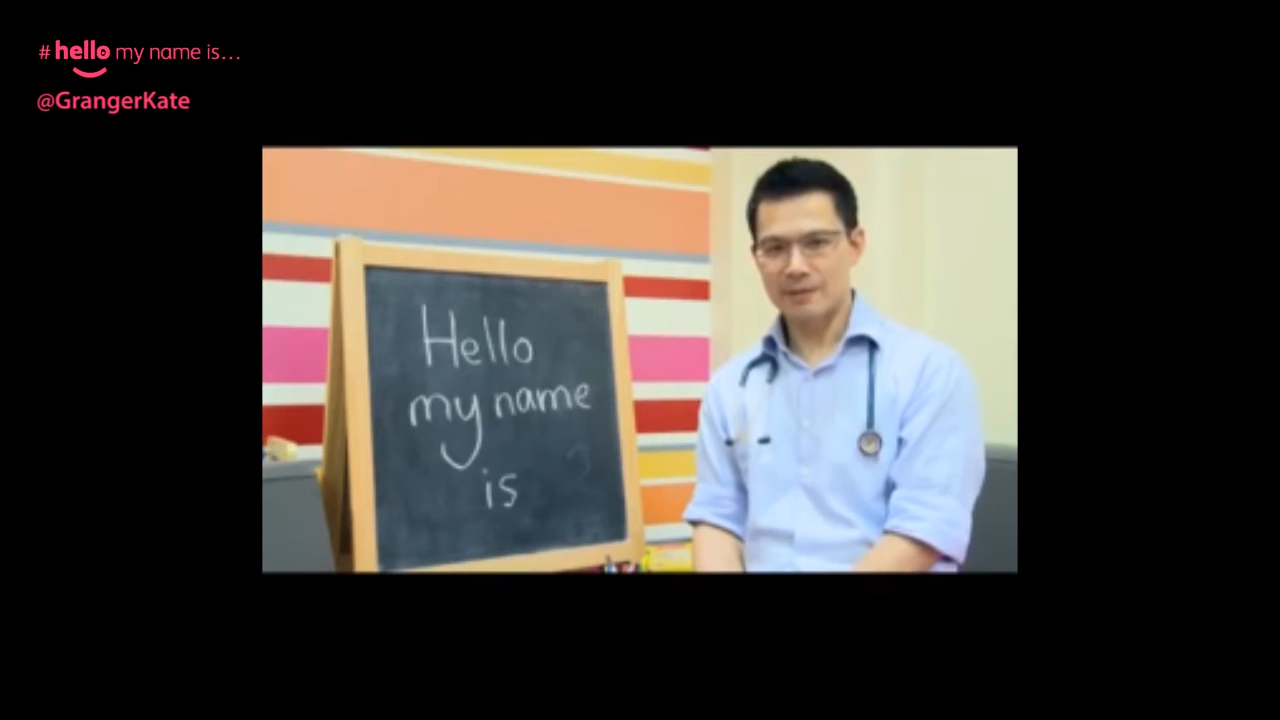 #hello my name is...
@GrangerKate
Hello
my name
is